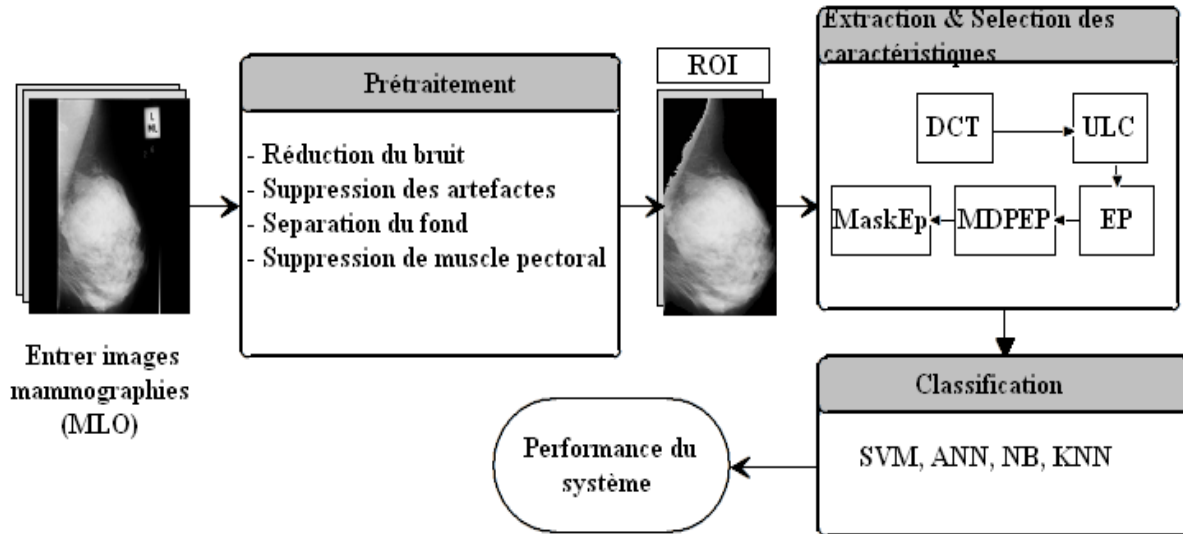 Entrer images
mammographies
(MLO)
Prétraitement
- Réduction du bruit
- Suppression des artefactes
- Separation du fond
- Suppression de muscle pectoral
ROI
Extraction & Selection des
caractéristiques
DCT
ULC
EP
MDPEP
MaskEp
Classification
SVM, ANN, NB, KNN
Performance du
système